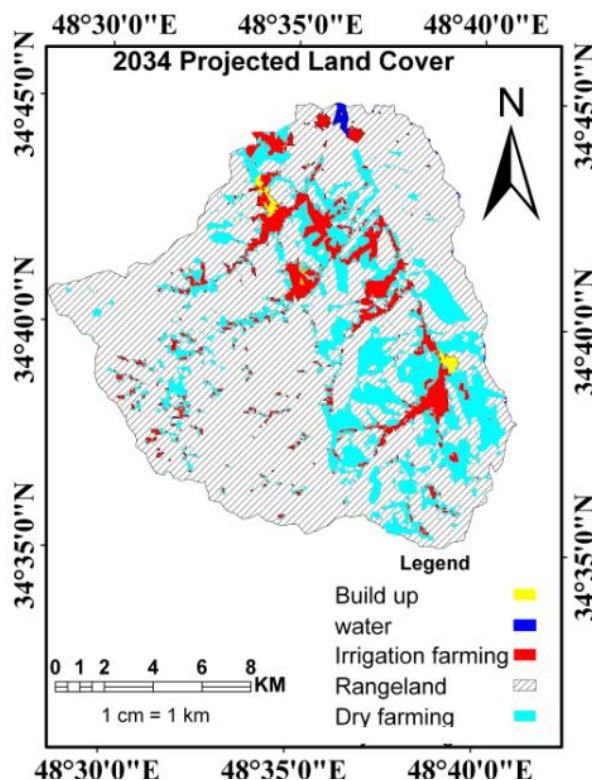 48°30'0"E 48°35'0"E 48°40'0"E
2034 Projected Land Cover
N
34°45'0"N 34°45'0"N
34°40'0"N 34°40'0"N
34°35'0"N 34°35'0"N
Legend
Build up
water
Irrigation farming
Rangeland
Dry farming
0 1 2 4 6 8
KM
1 cm = 1 km
48°30'0"E 48°35'0"E 48°40'0"E